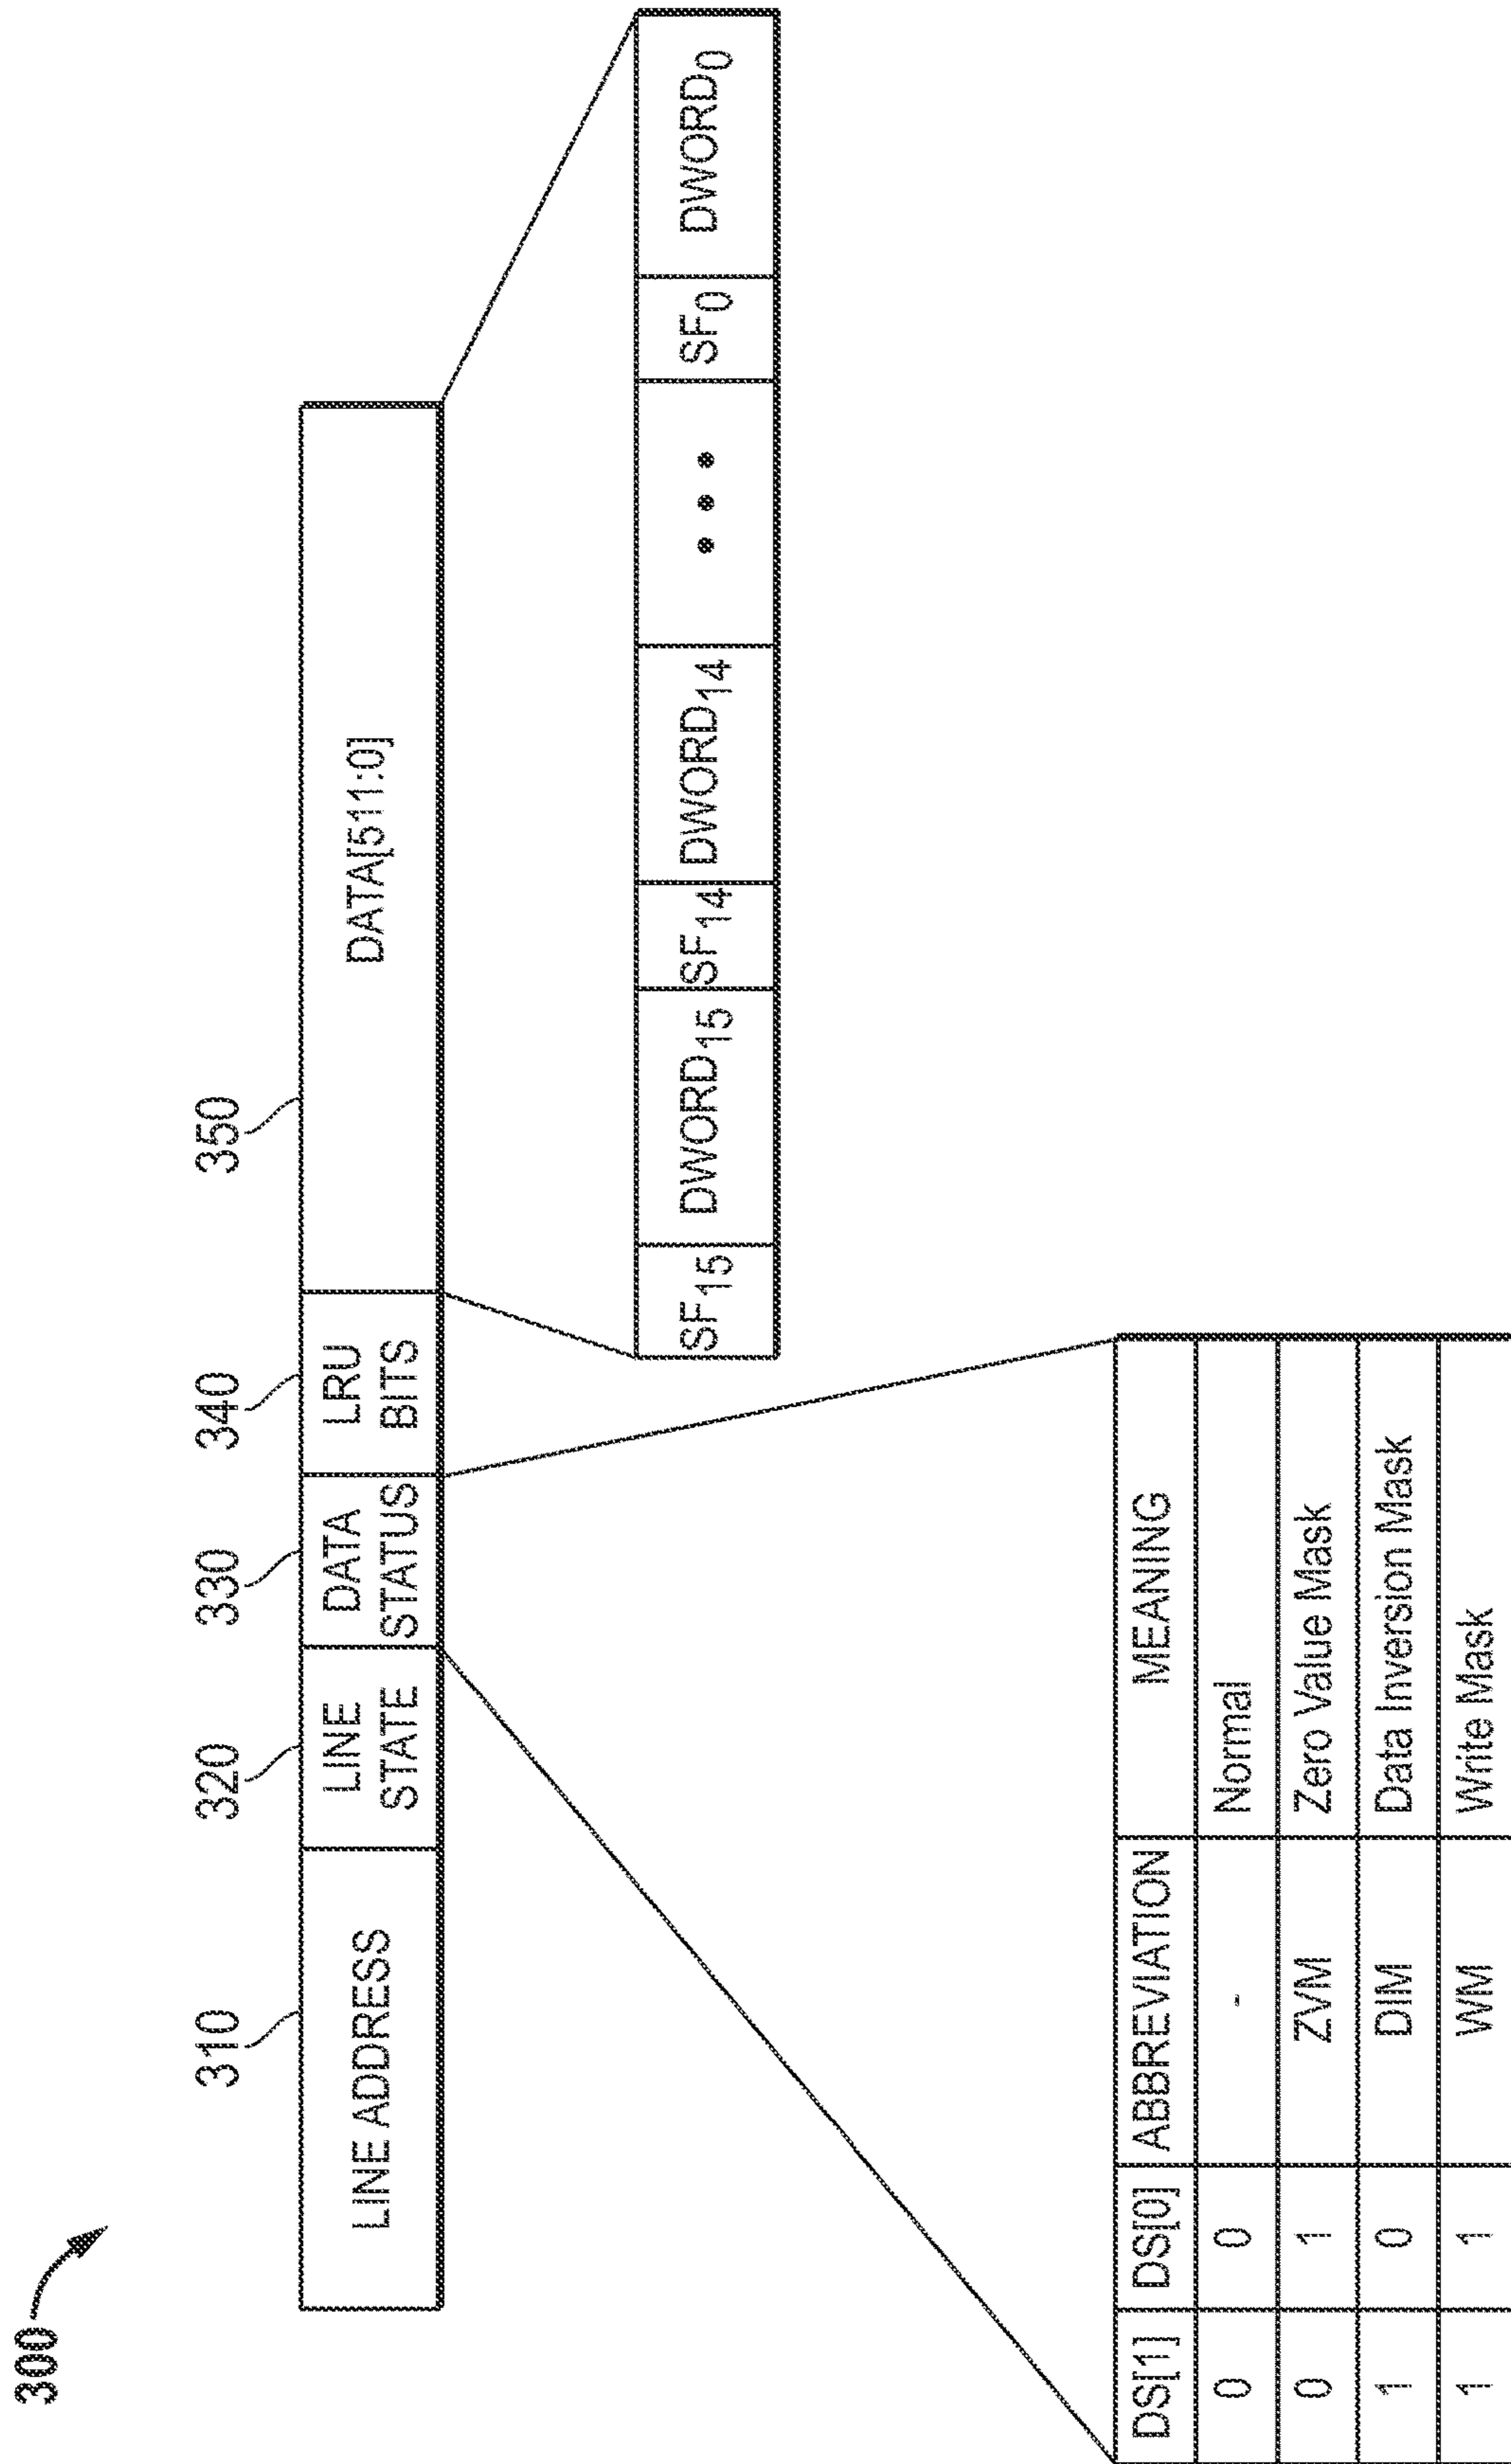 300
310 320 330 340 350
LINE ADDRESS LINE STATE DATA STATUS LRU BITS DATA[511:0]
SF15 DWORD15 SF14 DWORD14 • • • SF0 DWORD0
DS[1] DS[0] ABBREVIATION MEANING
0 0 - Normal
0 1 ZVM Zero Value Mask
1 0 DIM Data Inversion Mask
1 1 WM Write Mask